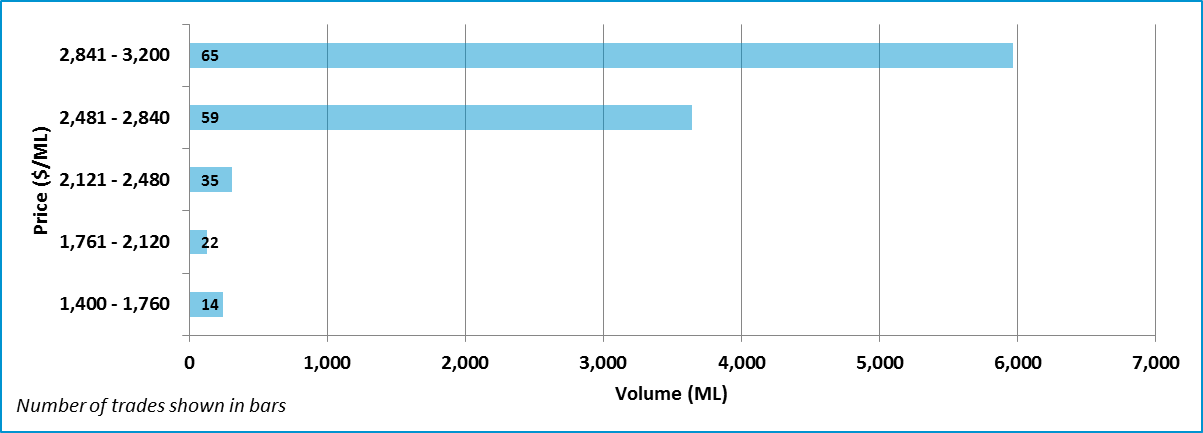 Price ($/ML)
2,841 - 3,200
65
2,481 - 2,840
59
2,121 - 2,480
35
1,761 - 2,120
22
1,400 - 1,760
14
0 1,000 2,000 3,000 4,000 5,000 6,000 7,000
Volume (ML)
Number of trades shown in bars